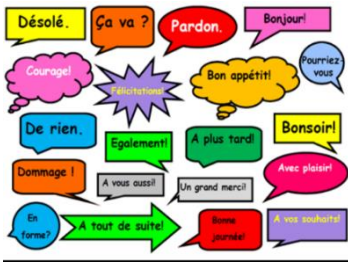 Désolé.
Ça va ?
Pardon.
Bonjour!
Courage!
Félicitations!
Bon appétit!
Pourriez-
vous
De rien.
Egalement!
A plus tard!
Bonsoir!
Dommage !
A vous aussi!
Un grand merci!
Avec plaisir!
En
forme?
A tout de suite!
Bonne
journée!
A vos souhaits!